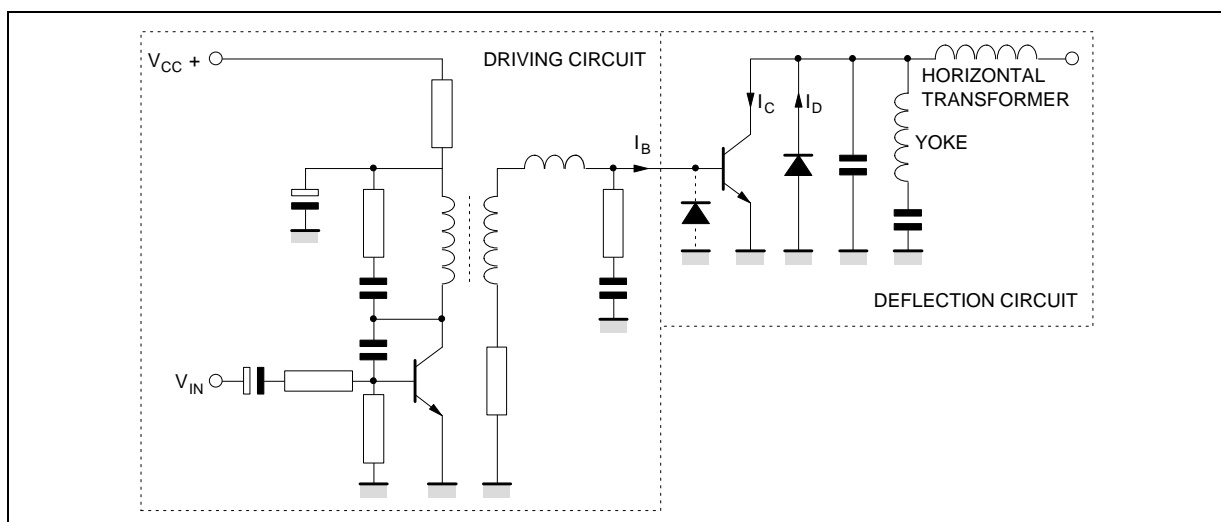 V_CC +
DRIVING CIRCUIT
HORIZONTAL
TRANSFORMER
I_C
I_D
I_B
YOKE
DEFLECTION CIRCUIT
V_IN